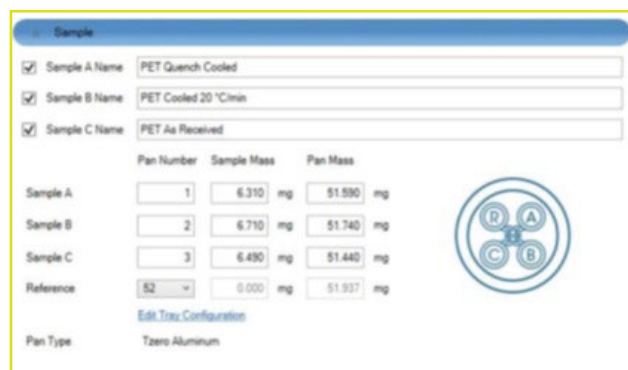 Sample
Sample A Name PET Quench Cooled
Sample B Name PET Cooled 20 °C/min
Sample C Name PET As Received
Pan Number Sample Mass Pan Mass
Sample A 1 6.310 mg 51.590 mg
Sample B 2 6.710 mg 51.740 mg
Sample C 3 6.490 mg 51.440 mg
Reference 52 0.000 mg 51.937 mg
R A
C B
Edit Tray Configuration
Pan Type Tzero Aluminum